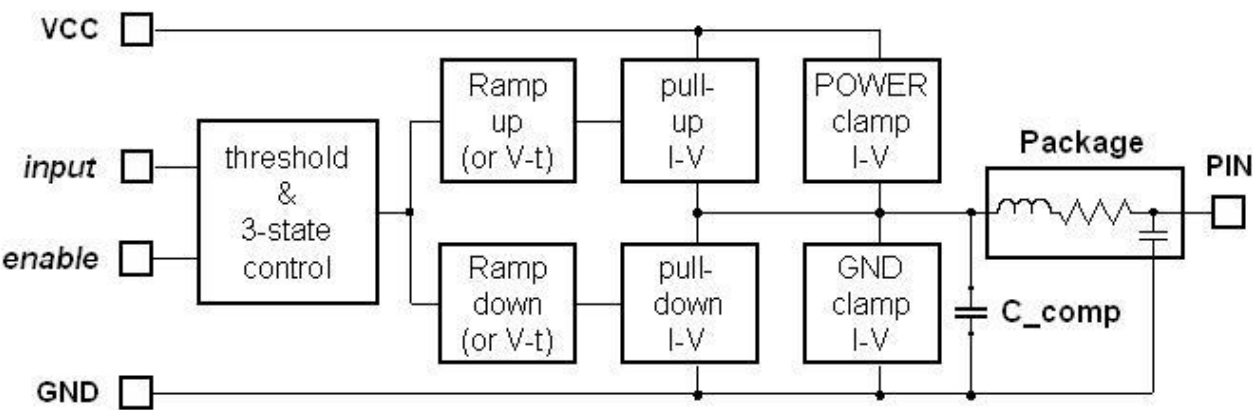 VCC
Ramp
up
(or V-t)
pull-
up
I-V
POWER
clamp
I-V
Package
PIN
input
enable
threshold
&
3-state
control
Ramp
down
(or V-t)
pull-
down
I-V
GND
clamp
I-V
C_comp
GND